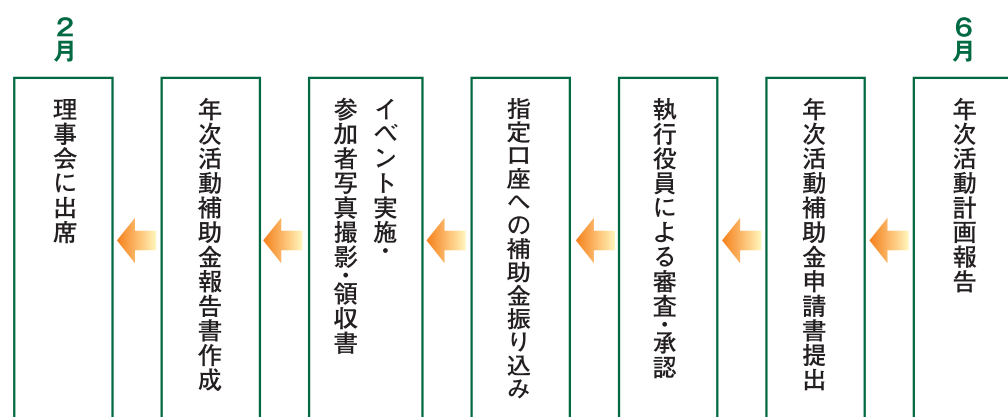 6月
年次活動計画報告
年次活動補助金申請書提出
執行役員による審査・承認
指定口座への補助金振り込み
イベント実施・
参加者写真撮影・領収書
年次活動補助金報告書作成
2月
理事会に出席